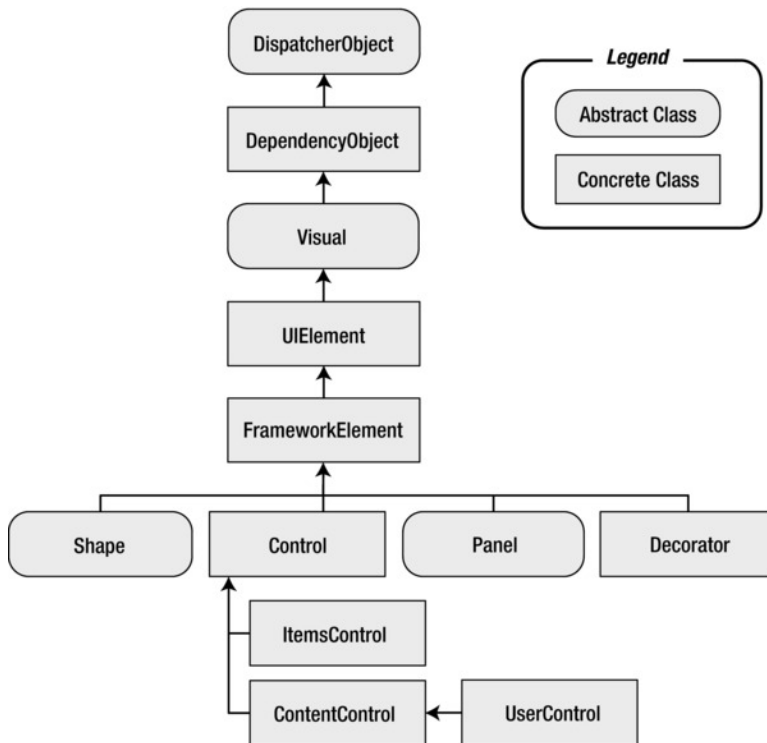 DispatcherObject
Legend
Abstract Class
DependencyObject
Concrete Class
Visual
UIElement
FrameworkElement
Shape
Control
Panel
Decorator
ItemsControl
ContentControl
UserControl